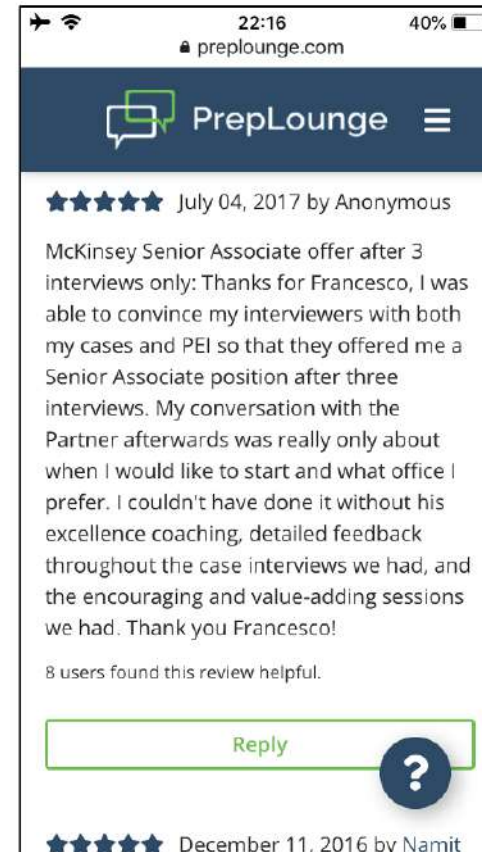 22:16
40%
preplounge.com
PrepLounge
July 04, 2017 by Anonymous
McKinsey Senior Associate offer after 3
interviews only: Thanks for Francesco, I was
able to convince my interviewers with both
my cases and PEI so that they offered me a
Senior Associate position after three
interviews. My conversation with the
Partner afterwards was really only about
when I would like to start and what office I
prefer. I couldn't have done it without his
excellence coaching, detailed feedback
throughout the case interviews we had, and
the encouraging and value-adding sessions
we had. Thank you Francesco!
8 users found this review helpful.
Reply
?
December 11, 2016 by Namit